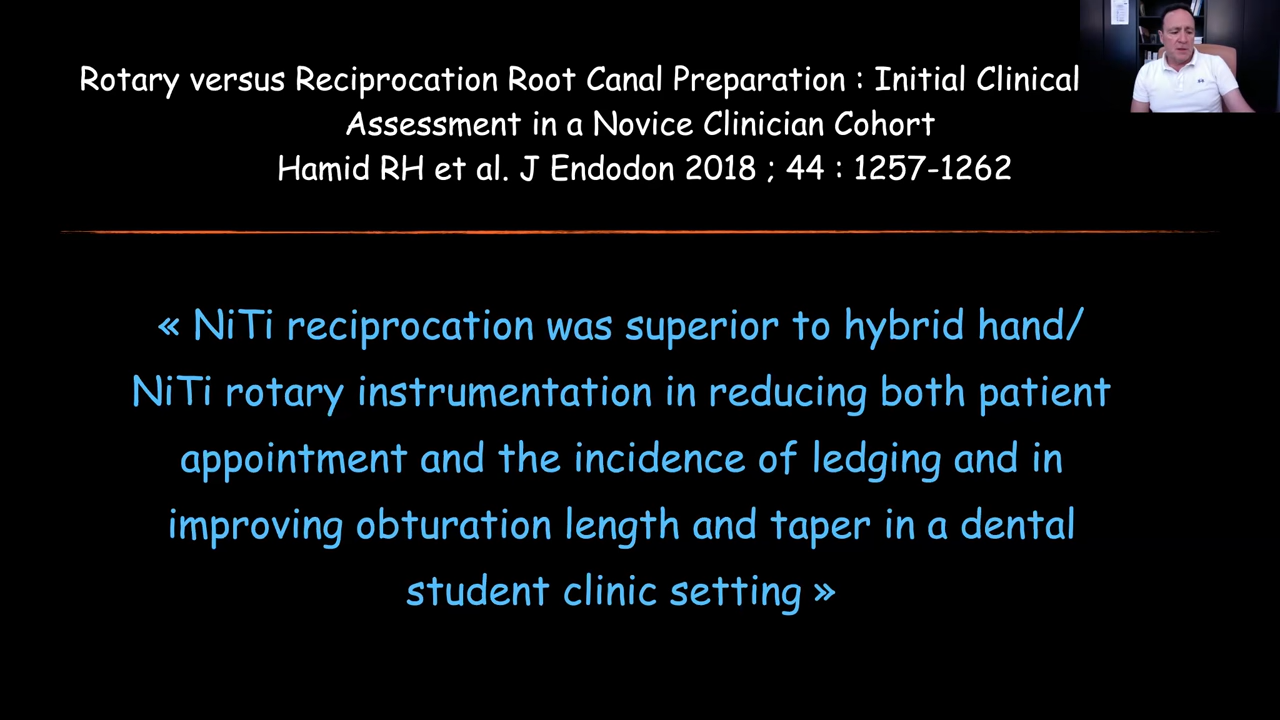 Rotary versus Reciprocation Root Canal Preparation : Initial Clinical
Assessment in a Novice Clinician Cohort
Hamid RH et al. J Endodon 2018 ; 44 : 1257-1262
« NiTi reciprocation was superior to hybrid hand/
NiTi rotary instrumentation in reducing both patient
appointment and the incidence of ledging and in
improving obturation length and taper in a dental
student clinic setting »